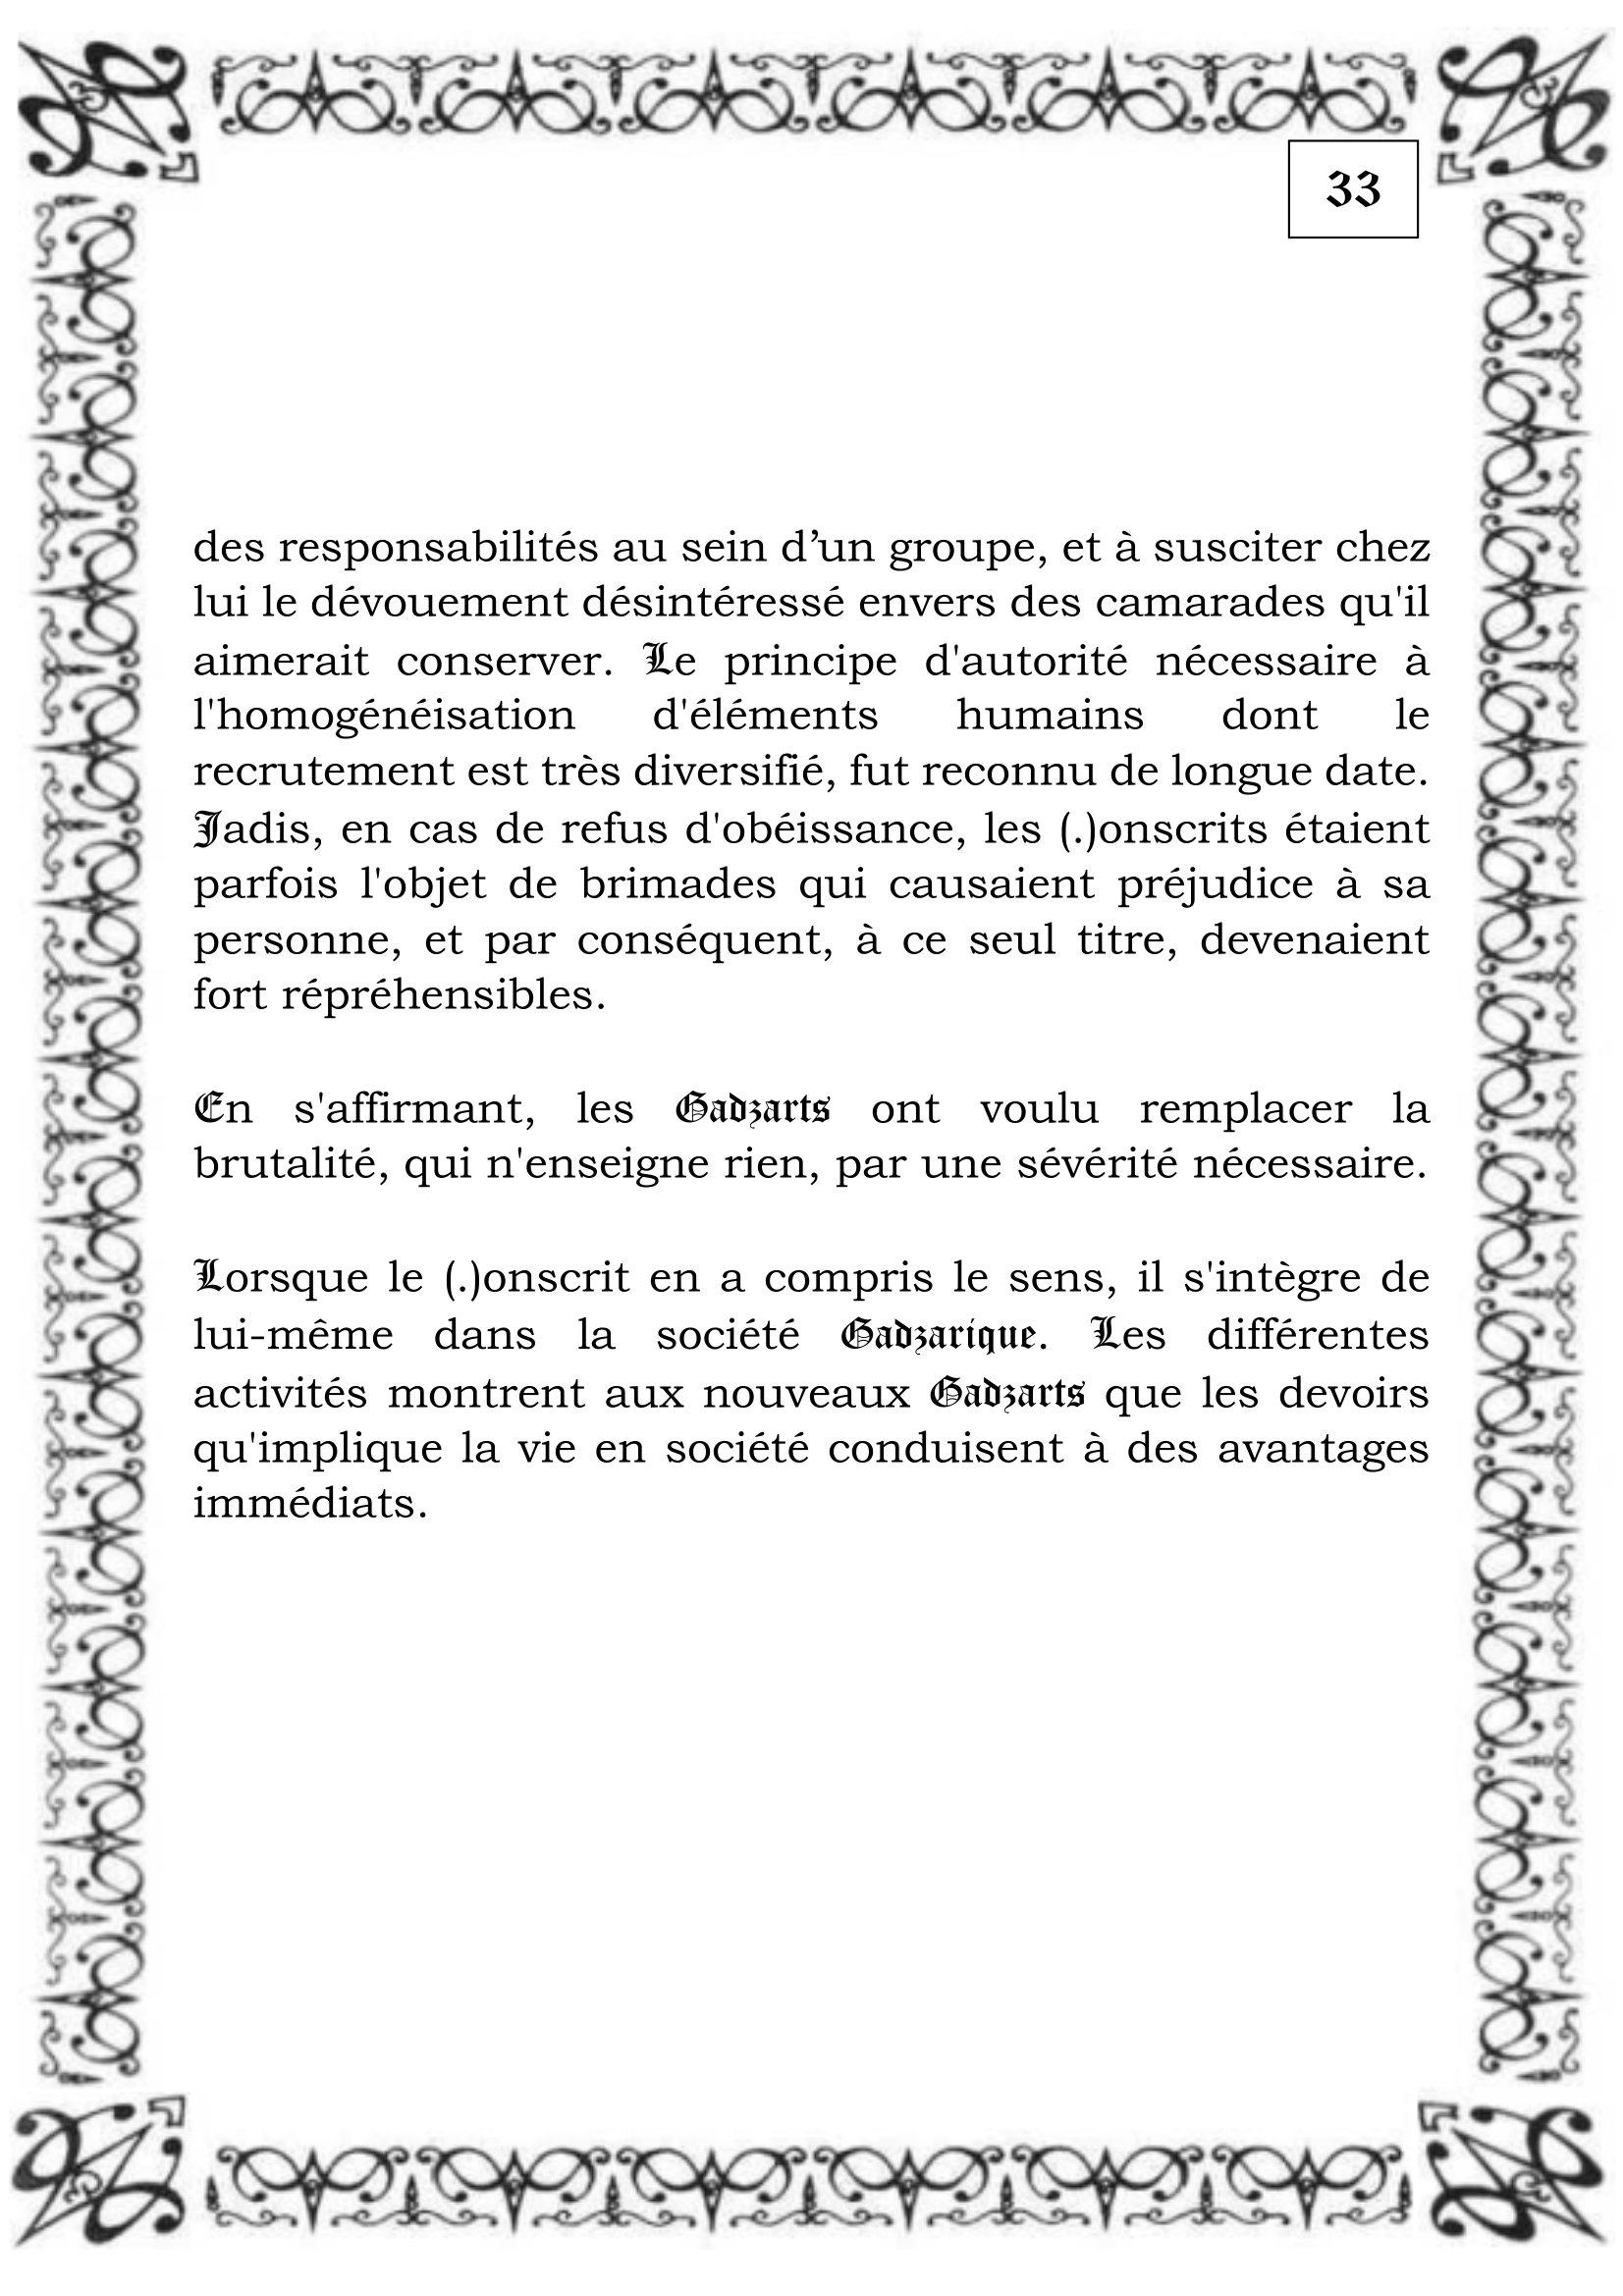 33
des responsabilités au sein d’un groupe, et à susciter chez
lui le dévouement désintéressé envers des camarades qu'il
aimerait conserver. Le principe d'autorité nécessaire à
l'homogénéisation d'éléments humains dont le
recrutement est très diversifié, fut reconnu de longue date.
Jadis, en cas de refus d'obéissance, les (.)onscrits étaient
parfois l'objet de brimades qui causaient préjudice à sa
personne, et par conséquent, à ce seul titre, devenaient
fort répréhensibles.
En s'affirmant, les Gadzarts ont voulu remplacer la
brutalité, qui n'enseigne rien, par une sévérité nécessaire.
Lorsque le (.)onscrit en a compris le sens, il s'intègre de
lui-même dans la société Gadzarique. Les différentes
activités montrent aux nouveaux Gadzarts que les devoirs
qu'implique la vie en société conduisent à des avantages
immédiats.